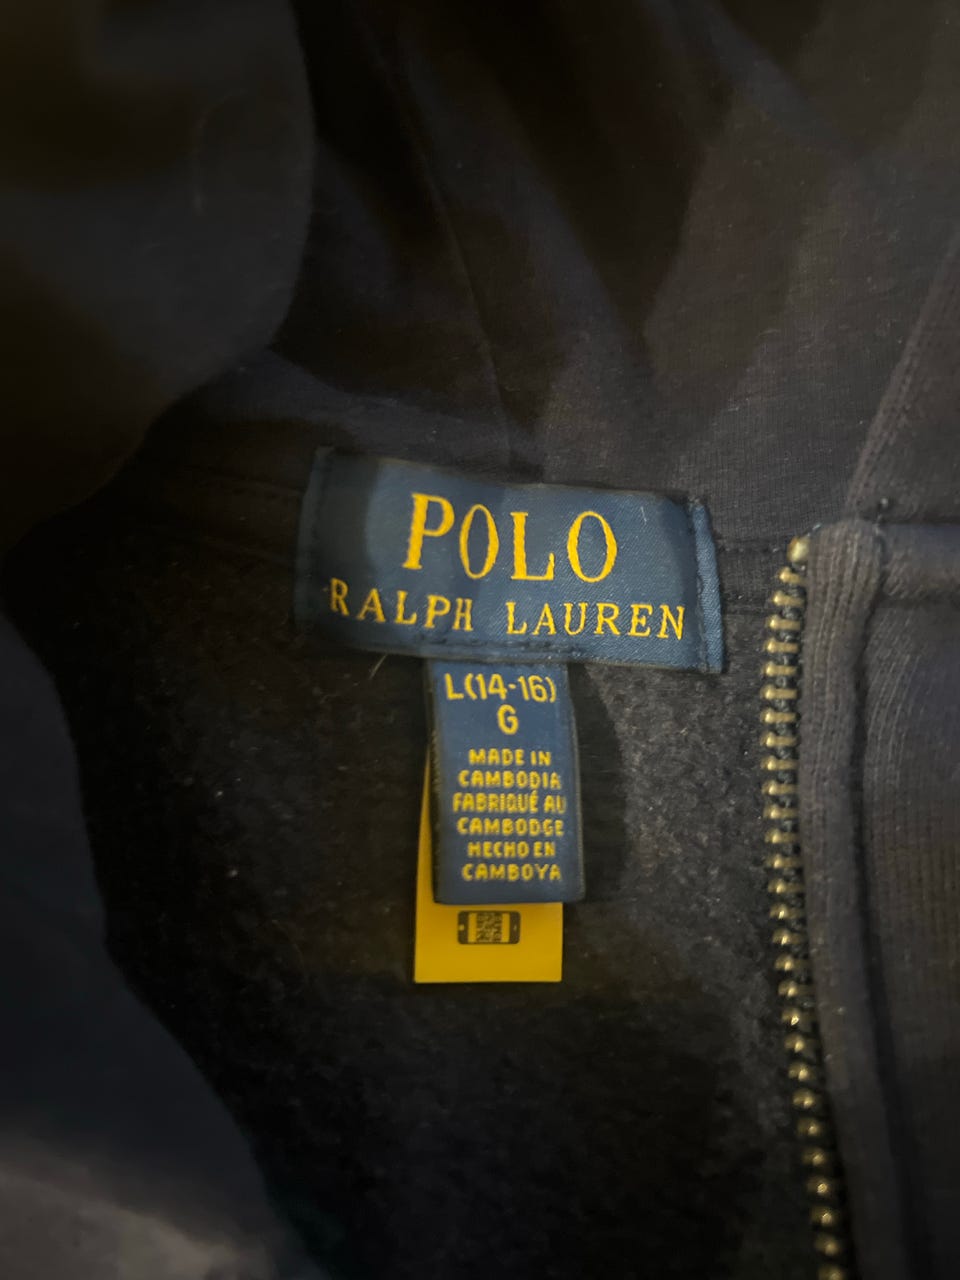 POLO
RALPH LAUREN
L(14-16)
G
MADE IN
CAMBODIA
FABRIQUÉ AU
CAMBODGE
HECHO EN
CAMBOYA